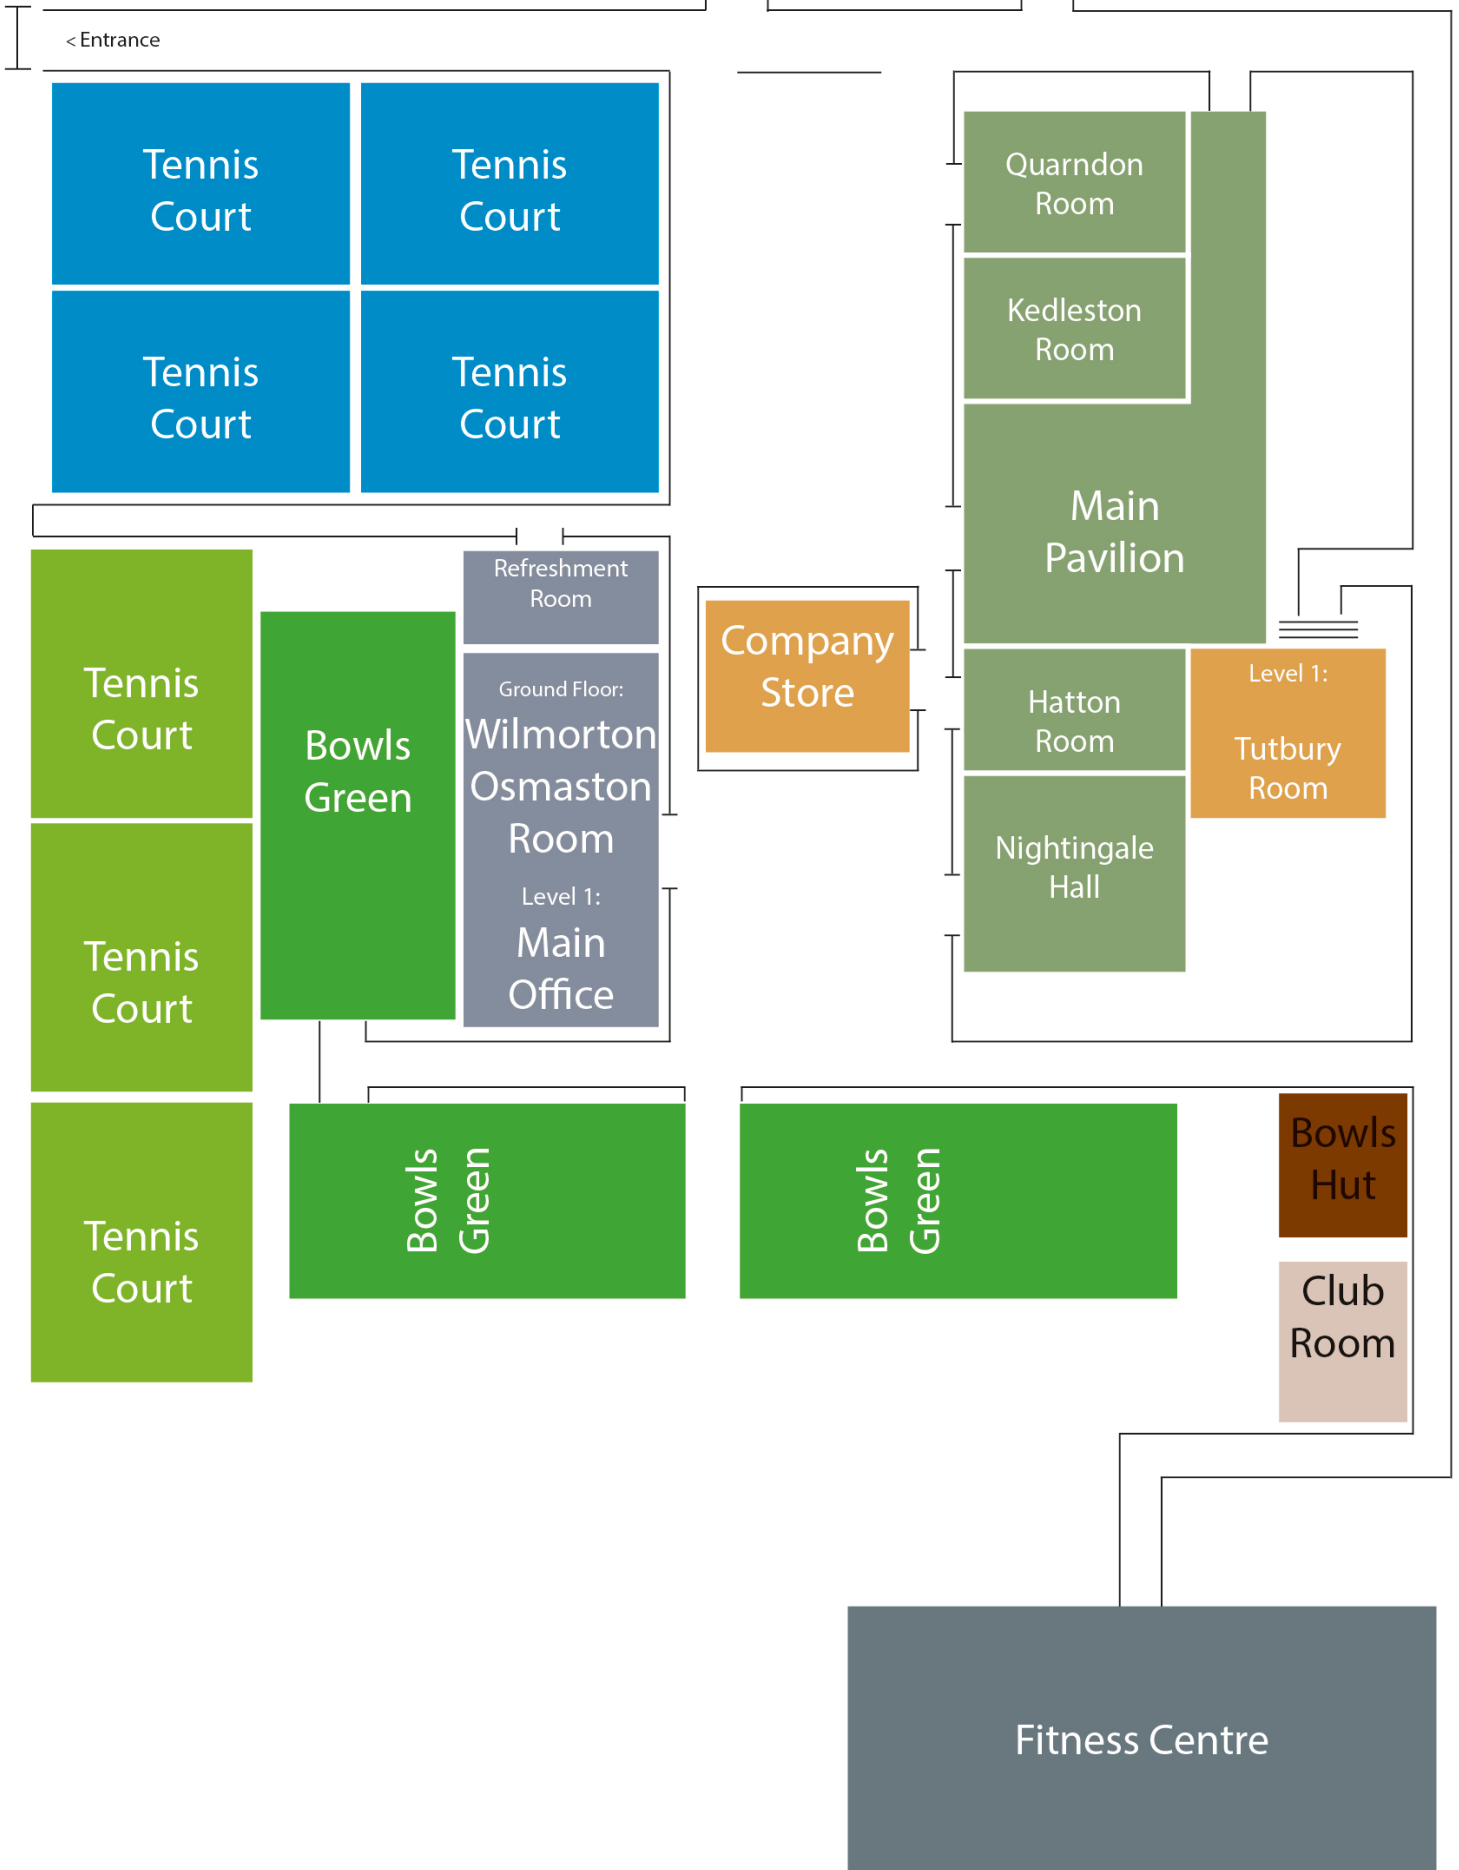 < Entrance
Tennis
Court
Tennis
Court
Tennis
Court
Tennis
Court
Quarndon
Room
Kedleston
Room
Main
Pavilion
Refreshment
Room
Ground Floor:
Wilmorton
Osmaston
Room
Level 1:
Main
Office
Company
Store
Hatton
Room
Level 1:
Tutbury
Room
Nightingale
Hall
Tennis
Court
Bowls
Green
Tennis
Court
Tennis
Court
Bowls
Green
Bowls
Green
Bowls
Hut
Club
Room
Fitness Centre